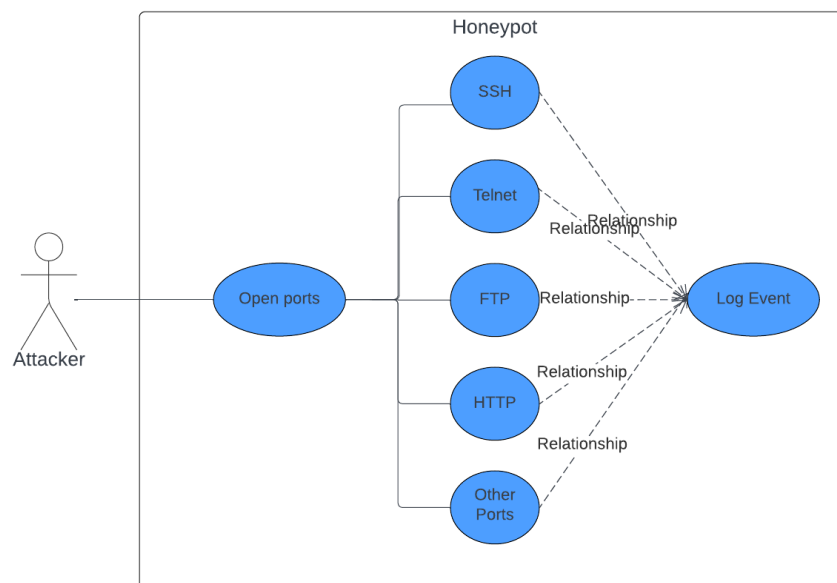 Honeypot
SSH
Telnet
Relationship
Relationship
Open ports
FTP
Relationship
Log Event
Attacker
HTTP
Relationship
Relationship
Other
Ports